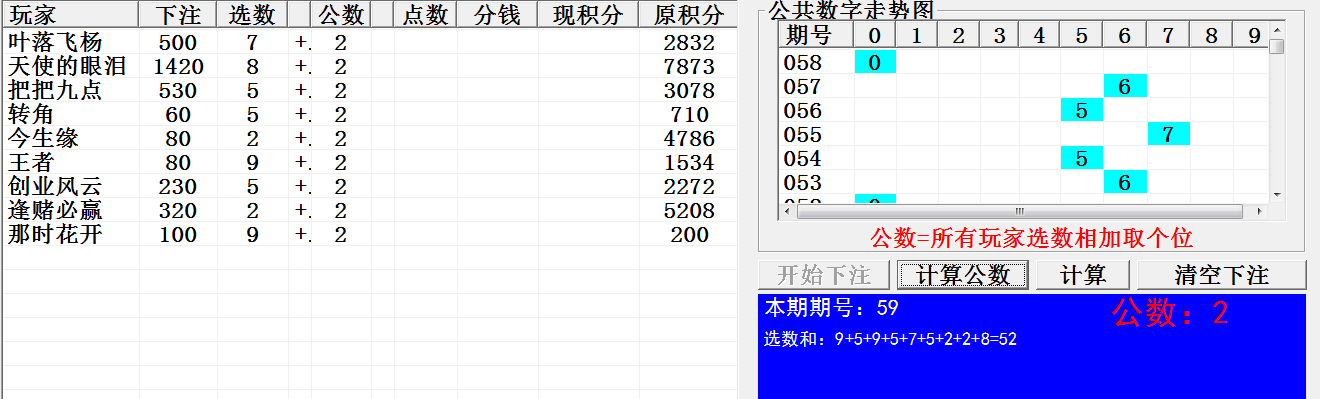 玩家 下注 选数 公数 点数 分钱 现积分 原积分
叶落飞杨 500 7 +. 2 2832
天使的眼泪 1420 8 +. 2 7873
把把九点 530 5 +. 2 3078
转角 60 5 +. 2 710
今生缘 80 2 +. 2 4786
王者 80 9 +. 2 1534
创业风云 230 5 +. 2 2272
逢赌必赢 320 2 +. 2 5208
那时花开 100 9 +. 2 200
公共数字走势图
期号 0 1 2 3 4 5 6 7 8 9
058 0
057 6
056 5
055 7
054 5
053 6
公数=所有玩家选数相加取个位
开始下注 计算公数 计算 清空下注
本期期号：59
公数：2
选数和：9+5+9+5+7+5+2+2+8=52